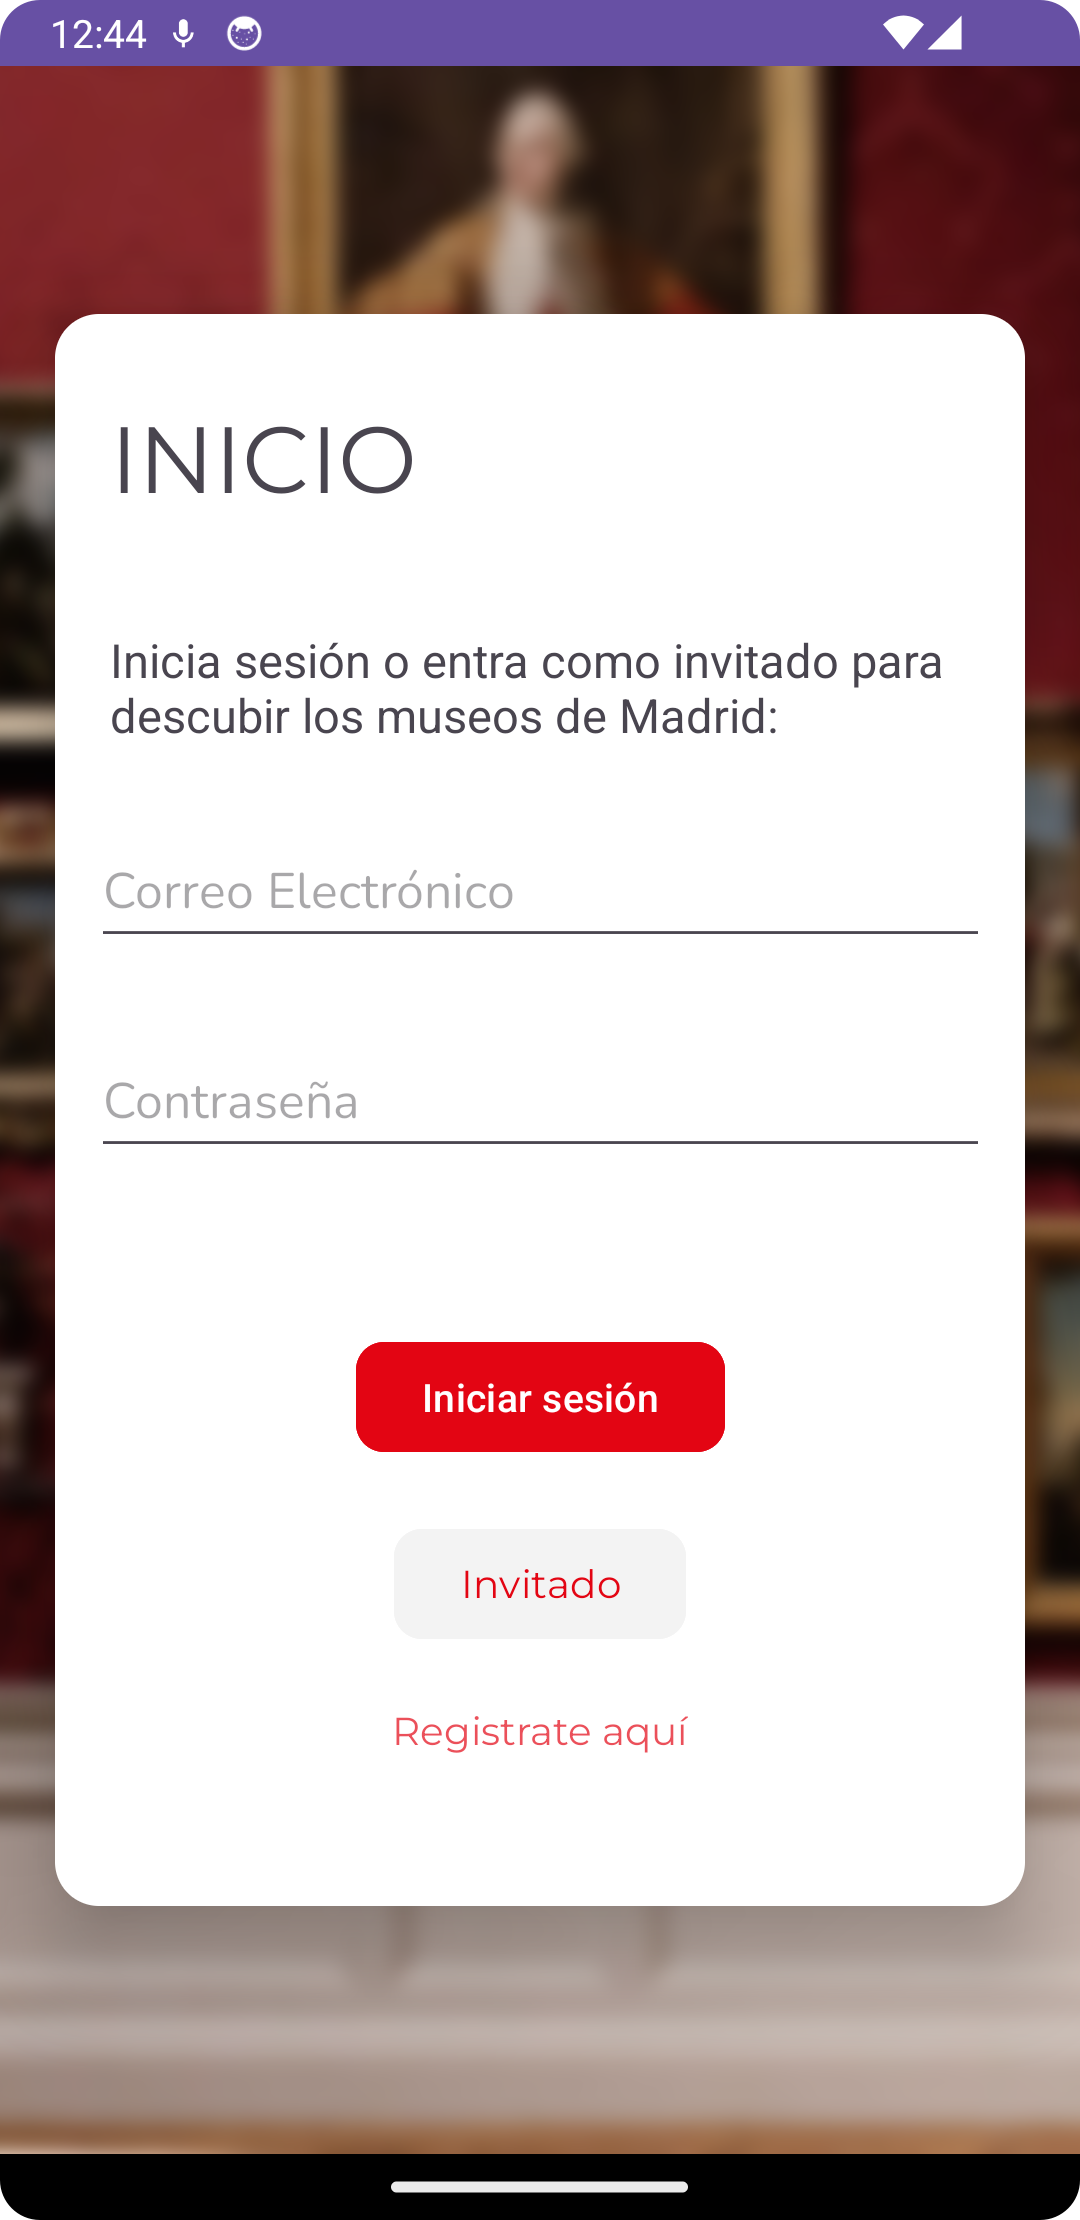 12:44
INICIO
Inicia sesión o entra como invitado para
descubir los museos de Madrid:
Correo Electrónico
Contraseña
Iniciar sesión
Invitado
Registrate aquí